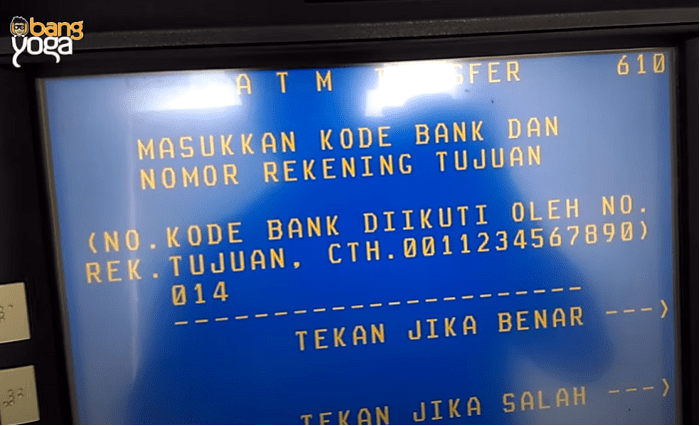 bang
yoga
ATM 610
MASUKKAN KODE BANK DAN
NOMOR REKENING TUJUAN
(NO.KODE BANK DIIKUTI OLEH NO.
REK.TUJUAN, CTH.0011234567890)
014
TEKAN JIKA BENAR --->
TEKAN JIKA SALAH --->